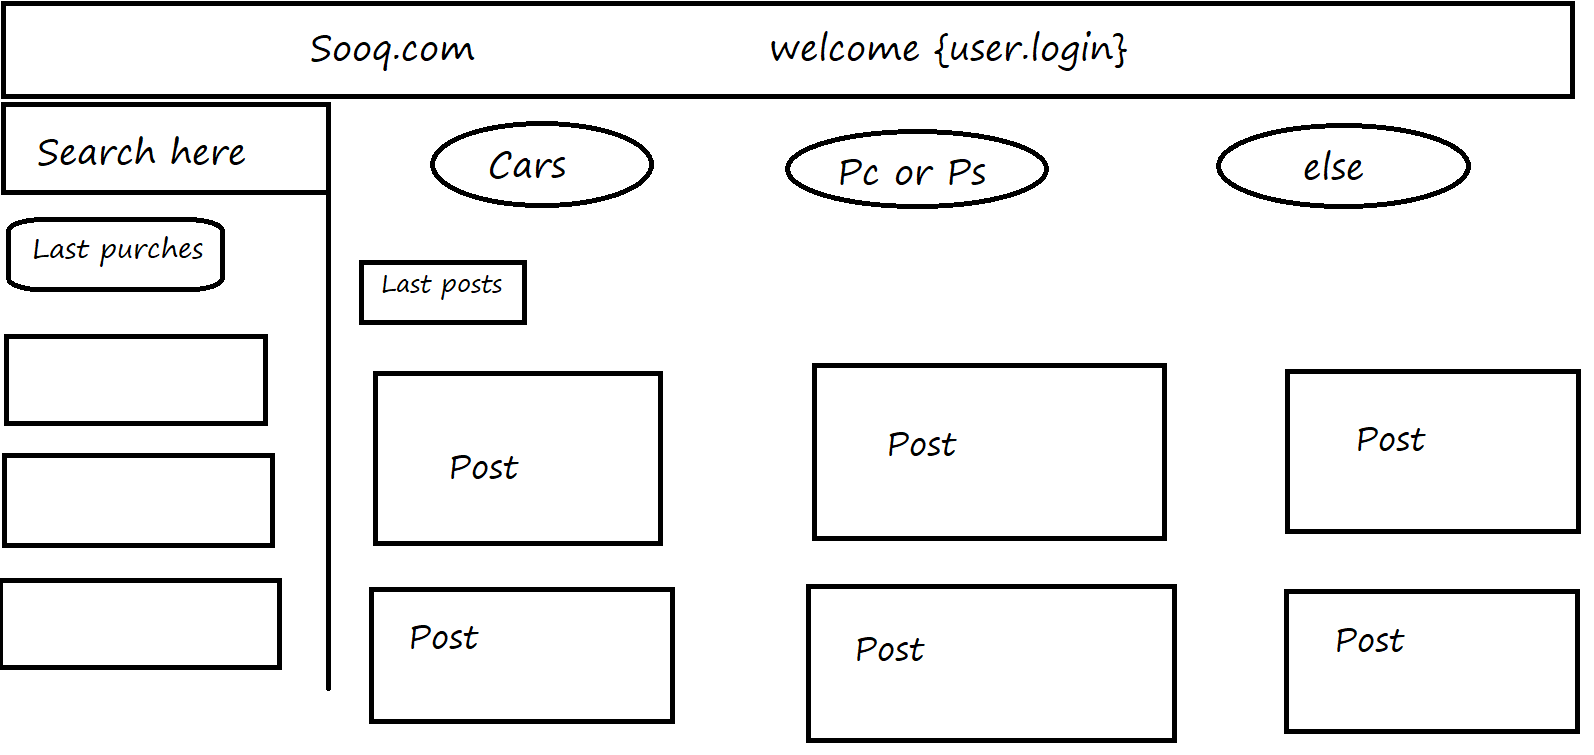 Sooq.com
welcome {user.login}
Search here
Cars
Pc or Ps
else
Last purches
Last posts
Post
Post
Post
Post
Post
Post